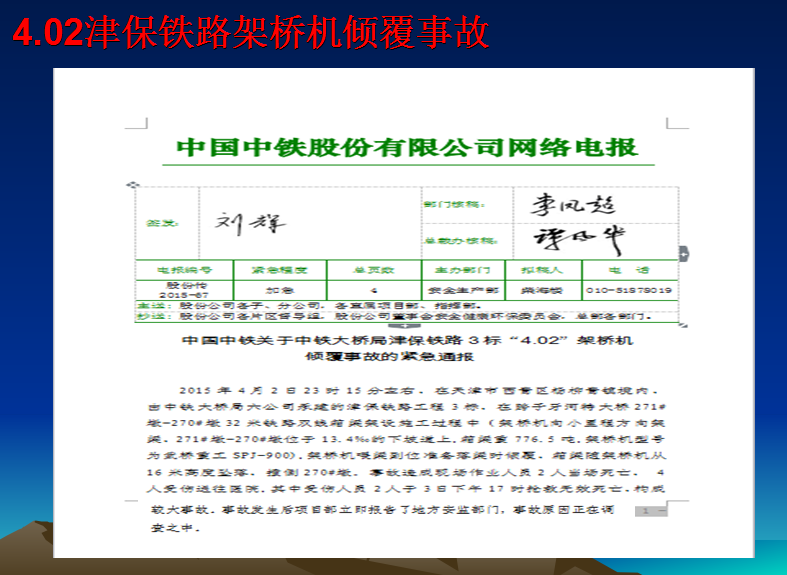 4.02津保铁路架桥机倾覆事故
中国中铁股份有限公司网络电报
签发: 刘辉 部门核稿: 李凤超
总裁办核稿: 谭风华
电报编号 紧急程度 总页数 主办部门 拟稿人 电 话
股份传 2015-67 加急 4 安全生产部 010-51878019
主送：股份公司各子、分公司，各直属项目部、指挥部。
抄送：股份公司各片区督导组，股份公司董事会安全健康环保委员会，总部各部门。
中国中铁关于中铁大桥局津保铁路 3 标“4.02”架桥机
倾覆事故的紧急通报
2015 年 4 月 2 日 23 时 15 分左右，在天津市西青区杨柳青镇境内，
由中铁大桥局六公司承建的津保铁路工程 3 标，在跨子牙河特大桥 271#
墩-270#墩 32 米铁路双线箱梁架设施工过程中（架桥机向小里程方向架
梁，271#墩-270#墩位于 13.4‰的下坡道上，箱梁重 776.5 吨，架桥机型号
为武桥重工 SPJ-900），架桥机喂梁到位准备落梁时倾覆，箱梁随架桥机从
16 米高度坠落，撞倒 270#墩，事故造成现场作业人员 2 人当场死亡， 4
人受伤送往医院，其中受伤人员 2 人于 3 日下午 17 时抢救无效死亡，构成
较大事故。事故发生后项目部立即报告了地方安监部门，事故原因正在调
查之中。
1